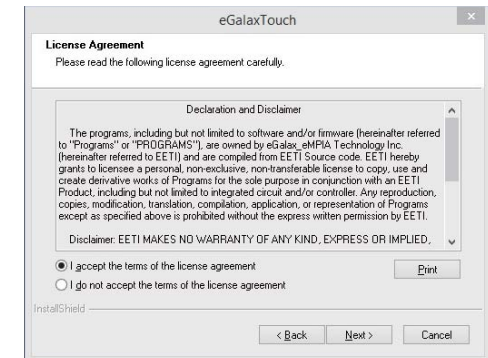 eGalaxTouch
License Agreement
Please read the following license agreement carefully.
Declaration and Disclaimer
The programs, including but not limited to software and/or firmware (hereinafter referred
to "Programs" or "PROGRAMS"), are owned by eGalax_eMPIA Technology Inc.
(hereinafter referred to EETI) and are compiled from EETI Source code. EETI hereby
grants to licensee a personal, non-exclusive, non-transferable license to copy, use and
create derivative works of Programs for the sole purpose in conjunction with an EETI
Product, including but not limited to integrated circuit and/or controller. Any reproduction,
copies, modification, translation, compilation, application, or representation of Programs
except as specified above is prohibited without the express written permission by EETI.
Disclaimer: EETI MAKES NO WARRANTY OF ANY KIND, EXPRESS OR IMPLIED,
I accept the terms of the license agreement
Print
I do not accept the terms of the license agreement
InstallShield
< Back Next > Cancel